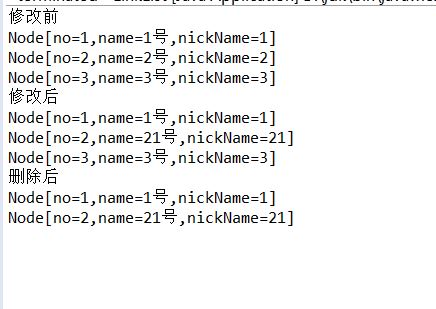 修改前
Node[no=1,name=1号,nickName=1]
Node[no=2,name=2号,nickName=2]
Node[no=3,name=3号,nickName=3]
修改后
Node[no=1,name=1号,nickName=1]
Node[no=2,name=21号,nickName=21]
Node[no=3,name=3号,nickName=3]
删除后
Node[no=1,name=1号,nickName=1]
Node[no=2,name=21号,nickName=21]